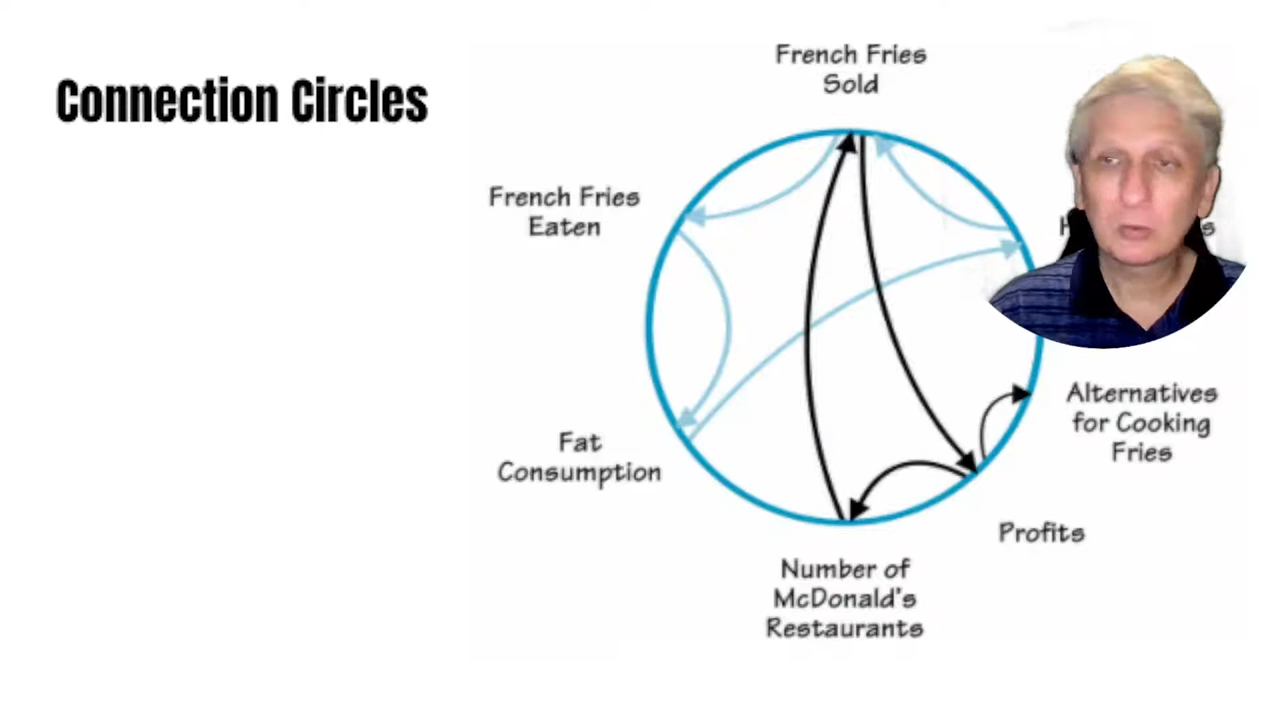 Connection Circles
French Fries
Sold
French Fries
Eaten
Fat
Consumption
Alternatives
for Cooking
Fries
Profits
Number of
McDonald's
Restaurants